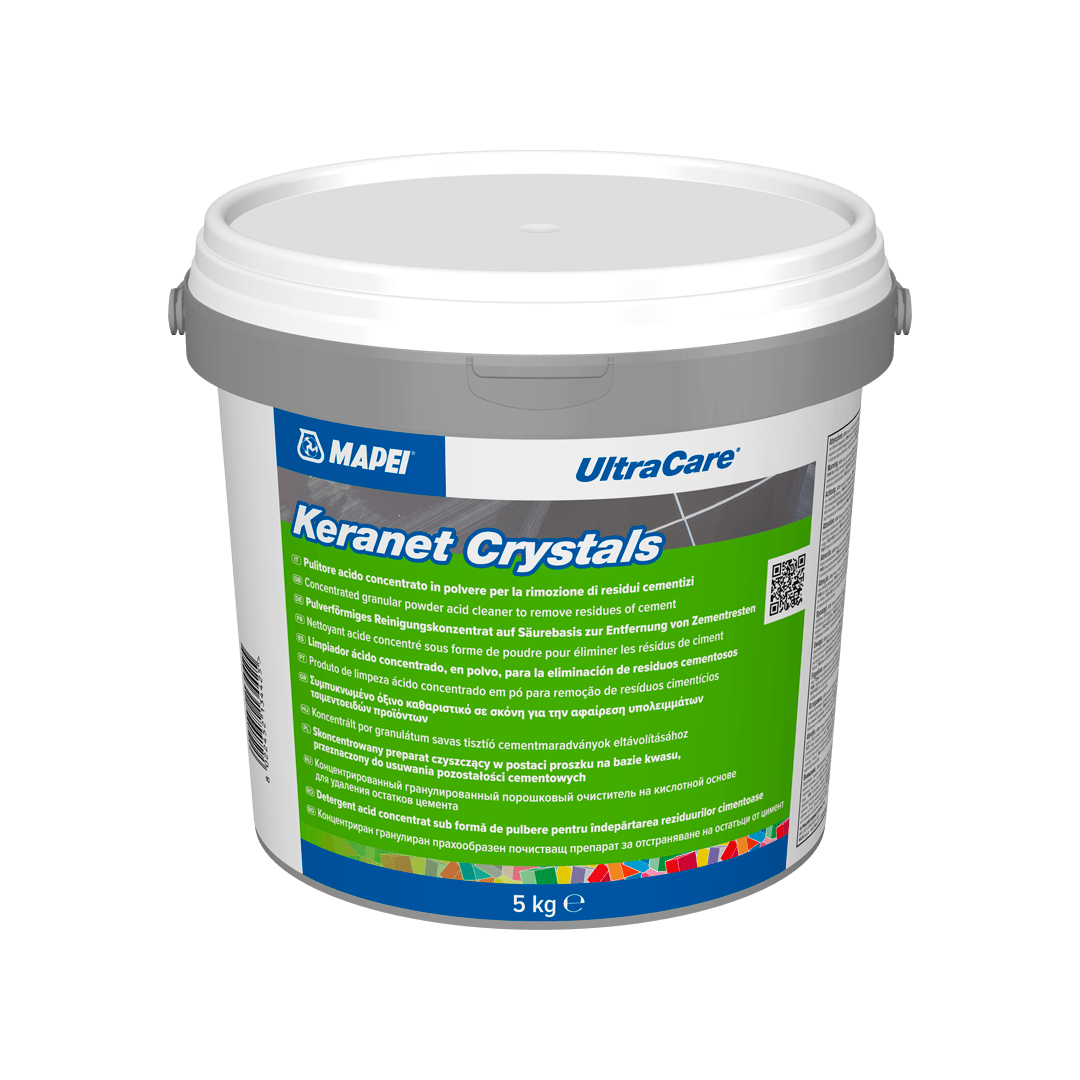 MAPEI®
UltraCare®
Keranet Crystals
IT Pulitore acido concentrato in polvere per la rimozione di residui cementizi
GB Concentrated granular powder acid cleaner to remove residues of cement
DE Pulverförmiges Reinigungskonzentrat auf Säurebasis zur Entfernung von Zementresten
FR Nettoyant acide concentré sous forme de poudre pour éliminer les résidus de ciment
ES Limpiador ácido concentrado, en polvo, para la eliminación de residuos cementosos
PT Produto de limpeza ácido concentrado em pó para remoção de resíduos cimentícios
GR Συμπυκνωμένο όξινο καθαριστικό σε σκόνη για την αφαίρεση υπολειμμάτων
τσιμεντοειδών προϊόντων
HU Koncentrált por granulátum savas tisztíó cementmaradványok eltávolításához
PL Skoncentrowany preparat czyszczący w postaci proszku na bazie kwasu,
przeznaczony do usuwania pozostałości cementowych
RU Концентрированный гранулированный порошковый очиститель на кислотной основе
для удаления остатков цемента
RO Detergent acid concentrat sub formă de pulbere pentru îndepărtarea reziduurilor cimentoase
BG Концентриран гранулиран прахообразен почистващ препарат за отстраняване на остатъци от цимент
5 kg ℮